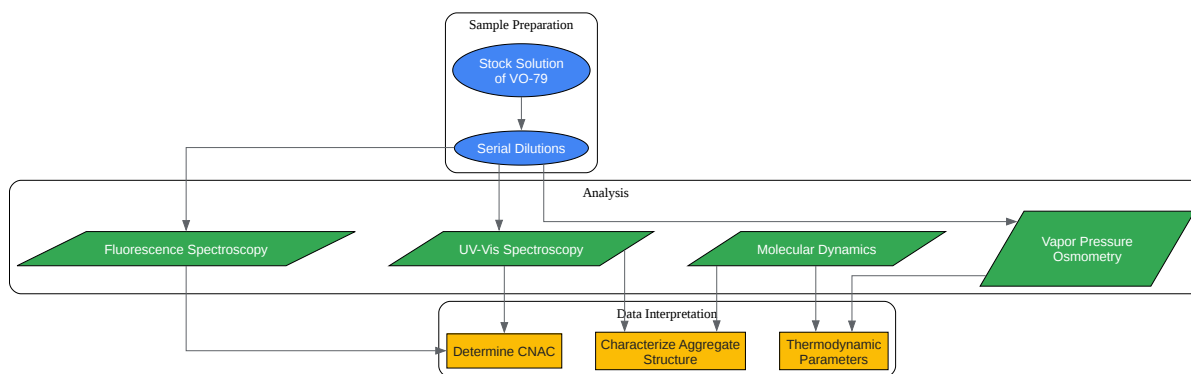 Sample Preparation
Stock Solution
of VO-79
Serial Dilutions
Analysis
Fluorescence Spectroscopy
UV-Vis Spectroscopy
Molecular Dynamics
Vapor Pressure
Osmometry
Data Interpretation
Determine CNAC
Characterize Aggregate
Structure
Thermodynamic
Parameters